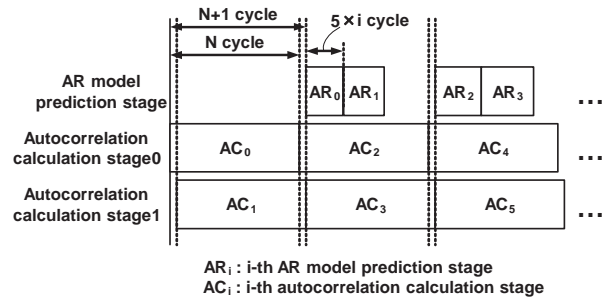 N+1 cycle
N cycle
5 × i cycle
AR model
prediction stage
AR0 AR1 AR2 AR3 ...
Autocorrelation
calculation stage0
AC0 AC2 AC4 ...
Autocorrelation
calculation stage1
AC1 AC3 AC5 ...
ARi : i-th AR model prediction stage
ACi : i-th autocorrelation calculation stage